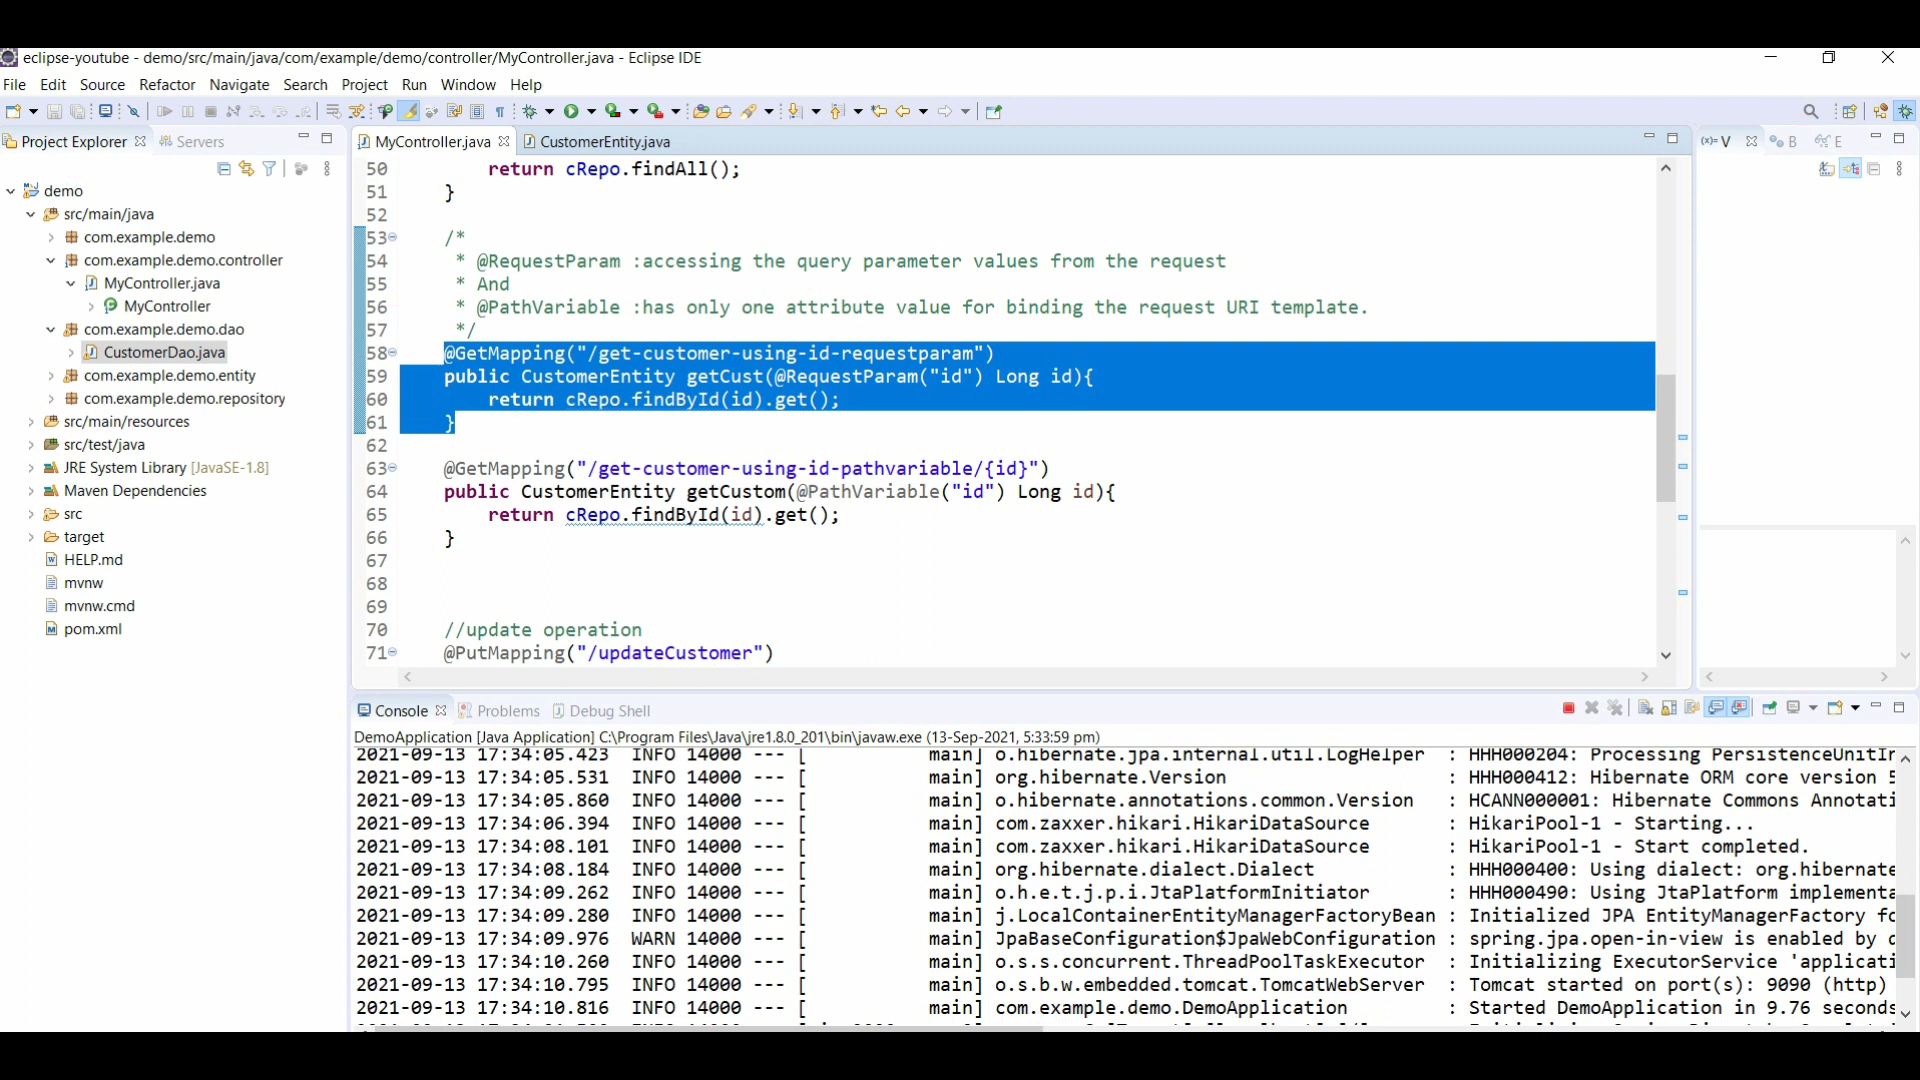 eclipse-youtube - demo/src/main/java/com/example/demo/controller/MyController.java - Eclipse IDE
File Edit Source Refactor Navigate Search Project Run Window Help
Project Explorer Servers
demo
src/main/java
com.example.demo
com.example.demo.controller
MyController.java
MyController
com.example.demo.dao
CustomerDao.java
com.example.demo.entity
com.example.demo.repository
src/main/resources
src/test/java
JRE System Library [JavaSE-1.8]
Maven Dependencies
src
target
HELP.md
mvnw
mvnw.cmd
pom.xml
MyController.java CustomerEntity.java
50 return cRepo.findAll();
51 }
52
53 /*
54 * @RequestParam :accessing the query parameter values from the request
55 * And
56 * @PathVariable :has only one attribute value for binding the request URI template.
57 */
58 @GetMapping("/get-customer-using-id-requestparam")
59 public CustomerEntity getCust(@RequestParam("id") Long id){
60 return cRepo.findById(id).get();
61 }
62
63 @GetMapping("/get-customer-using-id-pathvariable/{id}")
64 public CustomerEntity getCustom(@PathVariable("id") Long id){
65 return cRepo.findById(id).get();
66 }
67
68
69
70 //update operation
71 @PutMapping("/updateCustomer")
(x)= V B E
Console Problems Debug Shell
DemoApplication [Java Application] C:\Program Files\Java\jre1.8.0_201\bin\javaw.exe (13-Sep-2021, 5:33:59 pm)
2021-09-13 17:34:05.423 INFO 14000 --- [ main] o.hibernate.jpa.internal.util.LogHelper : HHH000204: Processing PersistenceUnitIn
2021-09-13 17:34:05.531 INFO 14000 --- [ main] org.hibernate.Version : HHH000412: Hibernate ORM core version 5
2021-09-13 17:34:05.860 INFO 14000 --- [ main] o.hibernate.annotations.common.Version : HCANN000001: Hibernate Commons Annotati
2021-09-13 17:34:06.394 INFO 14000 --- [ main] com.zaxxer.hikari.HikariDataSource : HikariPool-1 - Starting...
2021-09-13 17:34:08.101 INFO 14000 --- [ main] com.zaxxer.hikari.HikariDataSource : HikariPool-1 - Start completed.
2021-09-13 17:34:08.184 INFO 14000 --- [ main] org.hibernate.dialect.Dialect : HHH000400: Using dialect: org.hibernate
2021-09-13 17:34:09.262 INFO 14000 --- [ main] o.h.e.t.j.p.i.JtaPlatformInitiator : HHH000490: Using JtaPlatform implementa
2021-09-13 17:34:09.280 INFO 14000 --- [ main] j.LocalContainerEntityManagerFactoryBean : Initialized JPA EntityManagerFactory fo
2021-09-13 17:34:09.976 WARN 14000 --- [ main] JpaBaseConfiguration$JpaWebConfiguration : spring.jpa.open-in-view is enabled by d
2021-09-13 17:34:10.260 INFO 14000 --- [ main] o.s.s.concurrent.ThreadPoolTaskExecutor : Initializing ExecutorService 'applicati
2021-09-13 17:34:10.795 INFO 14000 --- [ main] o.s.b.w.embedded.tomcat.TomcatWebServer : Tomcat started on port(s): 9090 (http)
2021-09-13 17:34:10.816 INFO 14000 --- [ main] com.example.demo.DemoApplication : Started DemoApplication in 9.76 seconds